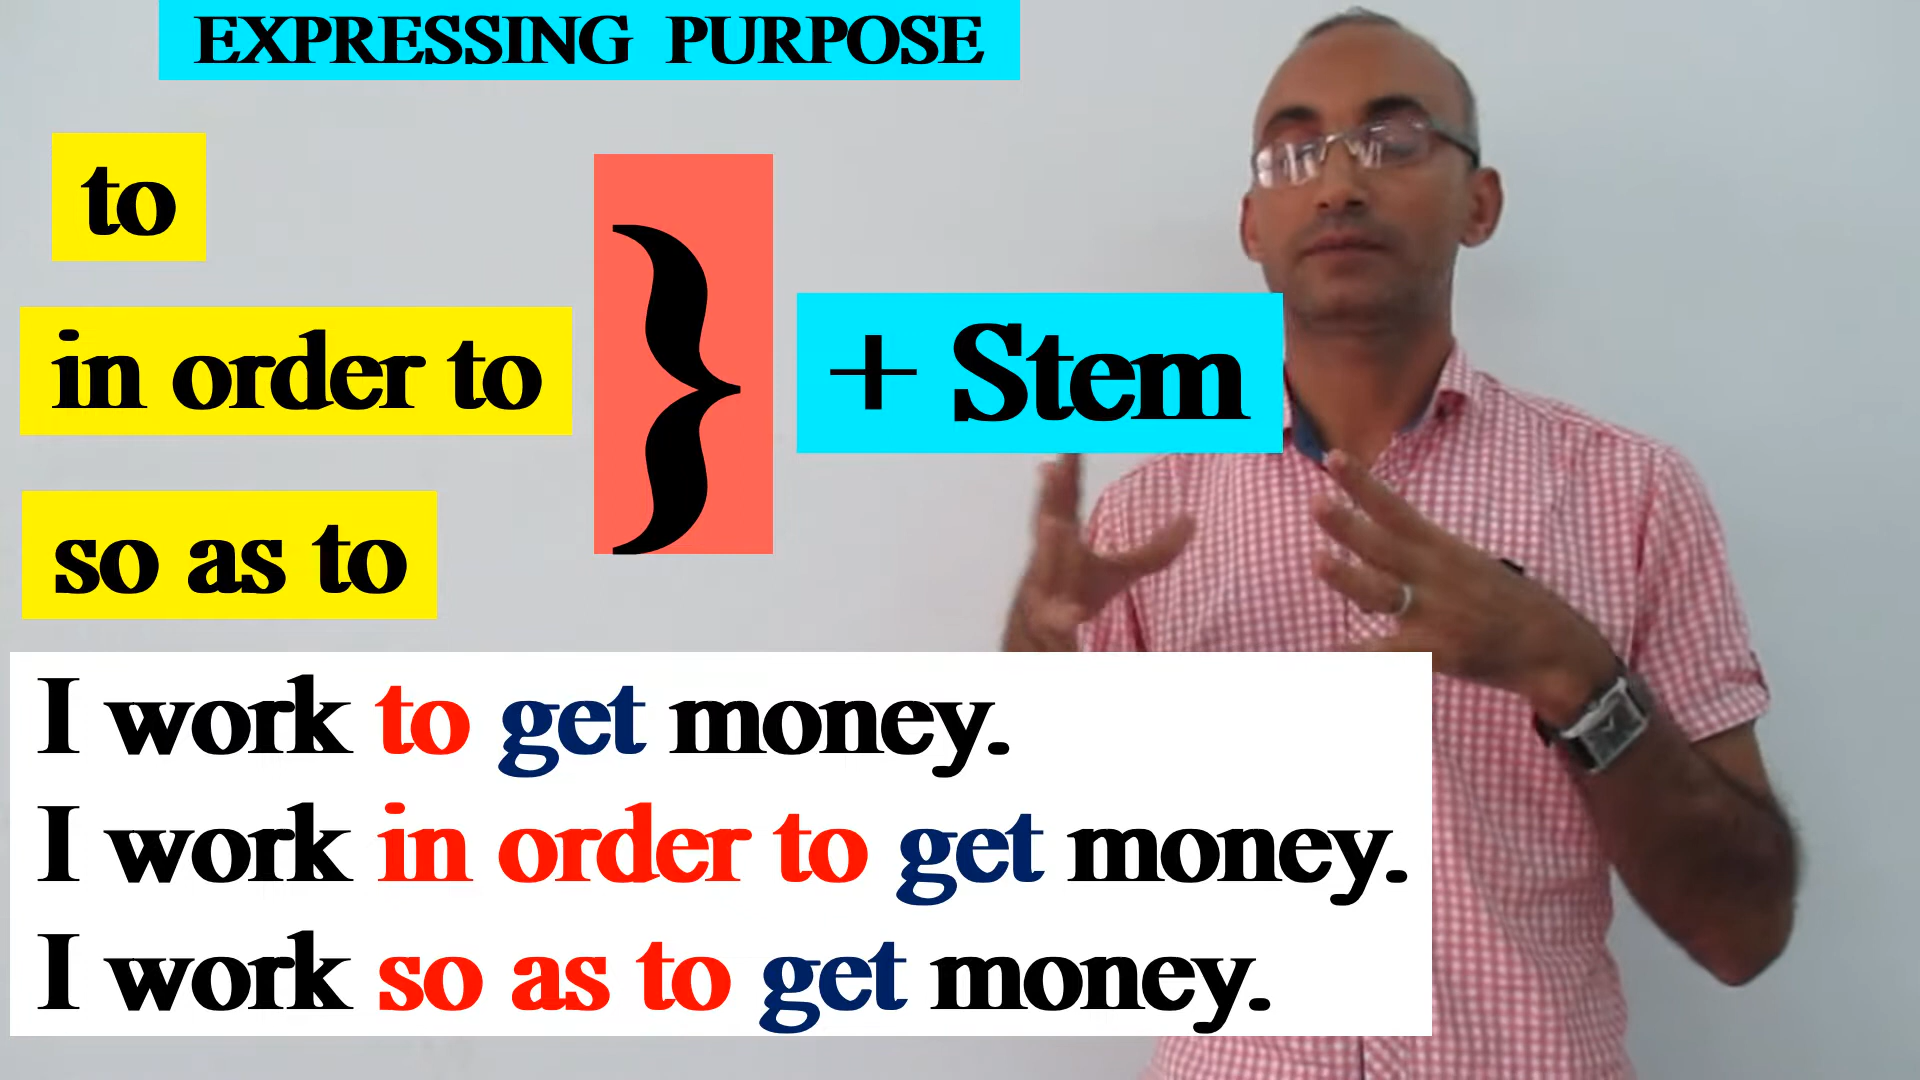 EXPRESSING PURPOSE
to
in order to
so as to
} + Stem
I work to get money.
I work in order to get money.
I work so as to get money.